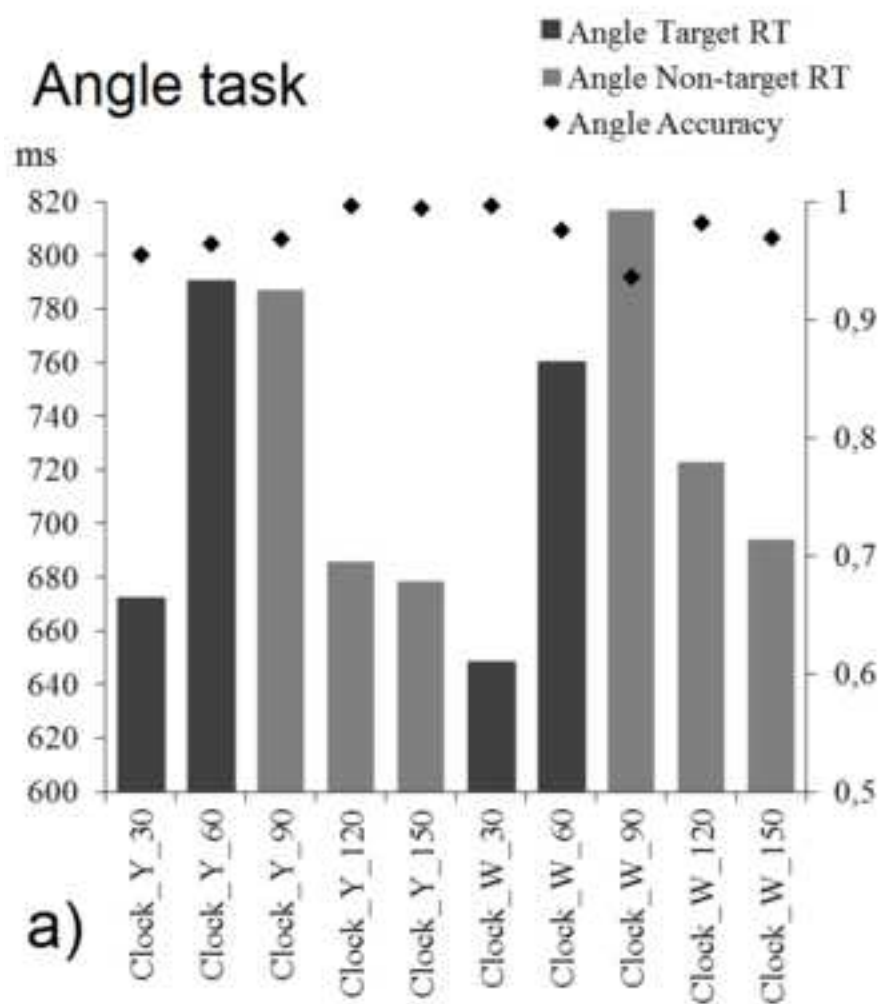 Angle task
Angle Target RT
Angle Non-target RT
Angle Accuracy
ms
820
800
780
760
740
720
700
680
660
640
620
600
1
0,9
0,8
0,7
0,6
0,5
Clock_Y_30
Clock_Y_60
Clock_Y_90
Clock_Y_120
Clock_Y_150
Clock_W_30
Clock_W_60
Clock_W_90
Clock_W_120
Clock_W_150
a)